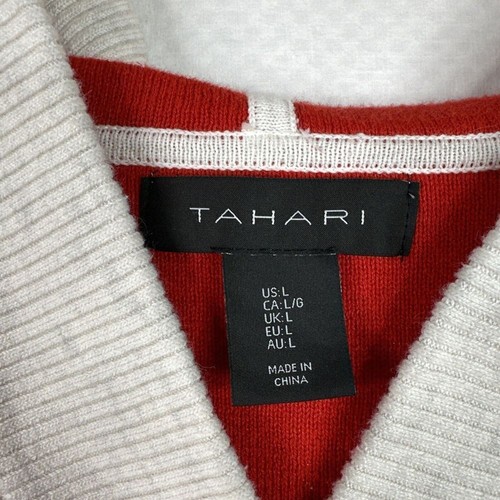 TAHARI
US:L
CA:L/G
UK:L
EU:L
AU:L
MADE IN
CHINA